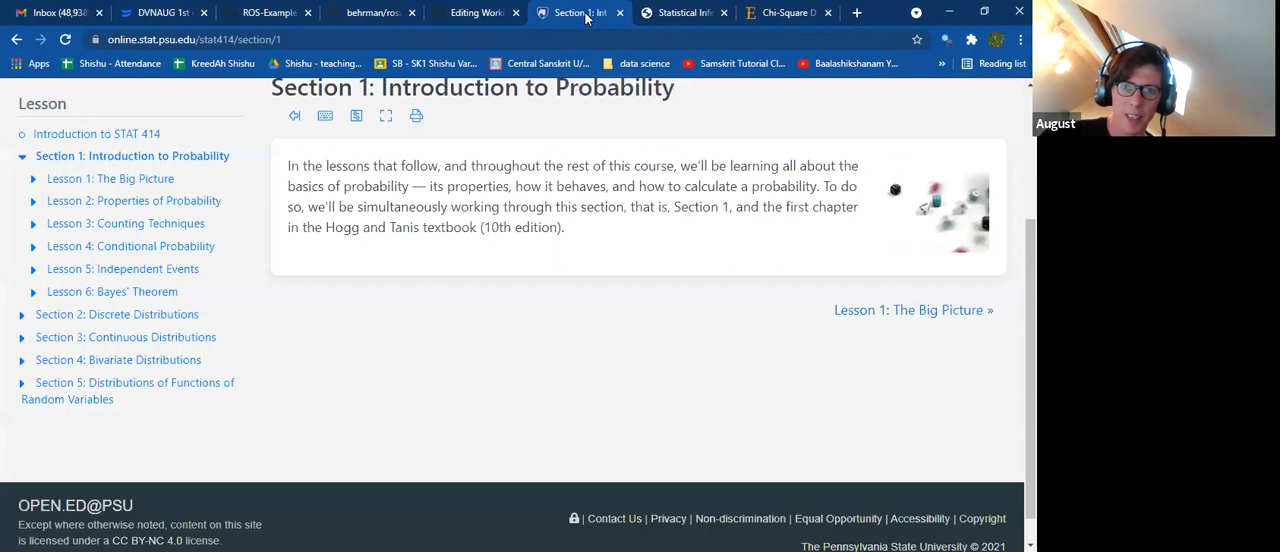 Inbox (48,938
DVNAUG 1st
ROS-Example
behrman/ros
Editing Worki
Section 1: Int
Statistical Infe
Chi-Square D
online.stat.psu.edu/stat414/section/1
Apps
Shishu - Attendance
KreedAh Shishu
Shishu - teaching...
SB - SK1 Shishu Var...
Central Sanskrit U/...
data science
Samskrit Tutorial Cl...
Baalashikshanam Y...
»
Reading list
August
Lesson
Introduction to STAT 414
Section 1: Introduction to Probability
Lesson 1: The Big Picture
Lesson 2: Properties of Probability
Lesson 3: Counting Techniques
Lesson 4: Conditional Probability
Lesson 5: Independent Events
Lesson 6: Bayes' Theorem
Section 2: Discrete Distributions
Section 3: Continuous Distributions
Section 4: Bivariate Distributions
Section 5: Distributions of Functions of
Random Variables
Section 1: Introduction to Probability
In the lessons that follow, and throughout the rest of this course, we'll be learning all about the
basics of probability — its properties, how it behaves, and how to calculate a probability. To do
so, we'll be simultaneously working through this section, that is, Section 1, and the first chapter
in the Hogg and Tanis textbook (10th edition).
Lesson 1: The Big Picture »
OPEN.ED@PSU
Except where otherwise noted, content on this site
is licensed under a CC BY-NC 4.0 license.
| Contact Us | Privacy | Non-discrimination | Equal Opportunity | Accessibility | Copyright
The Pennsylvania State University © 2021